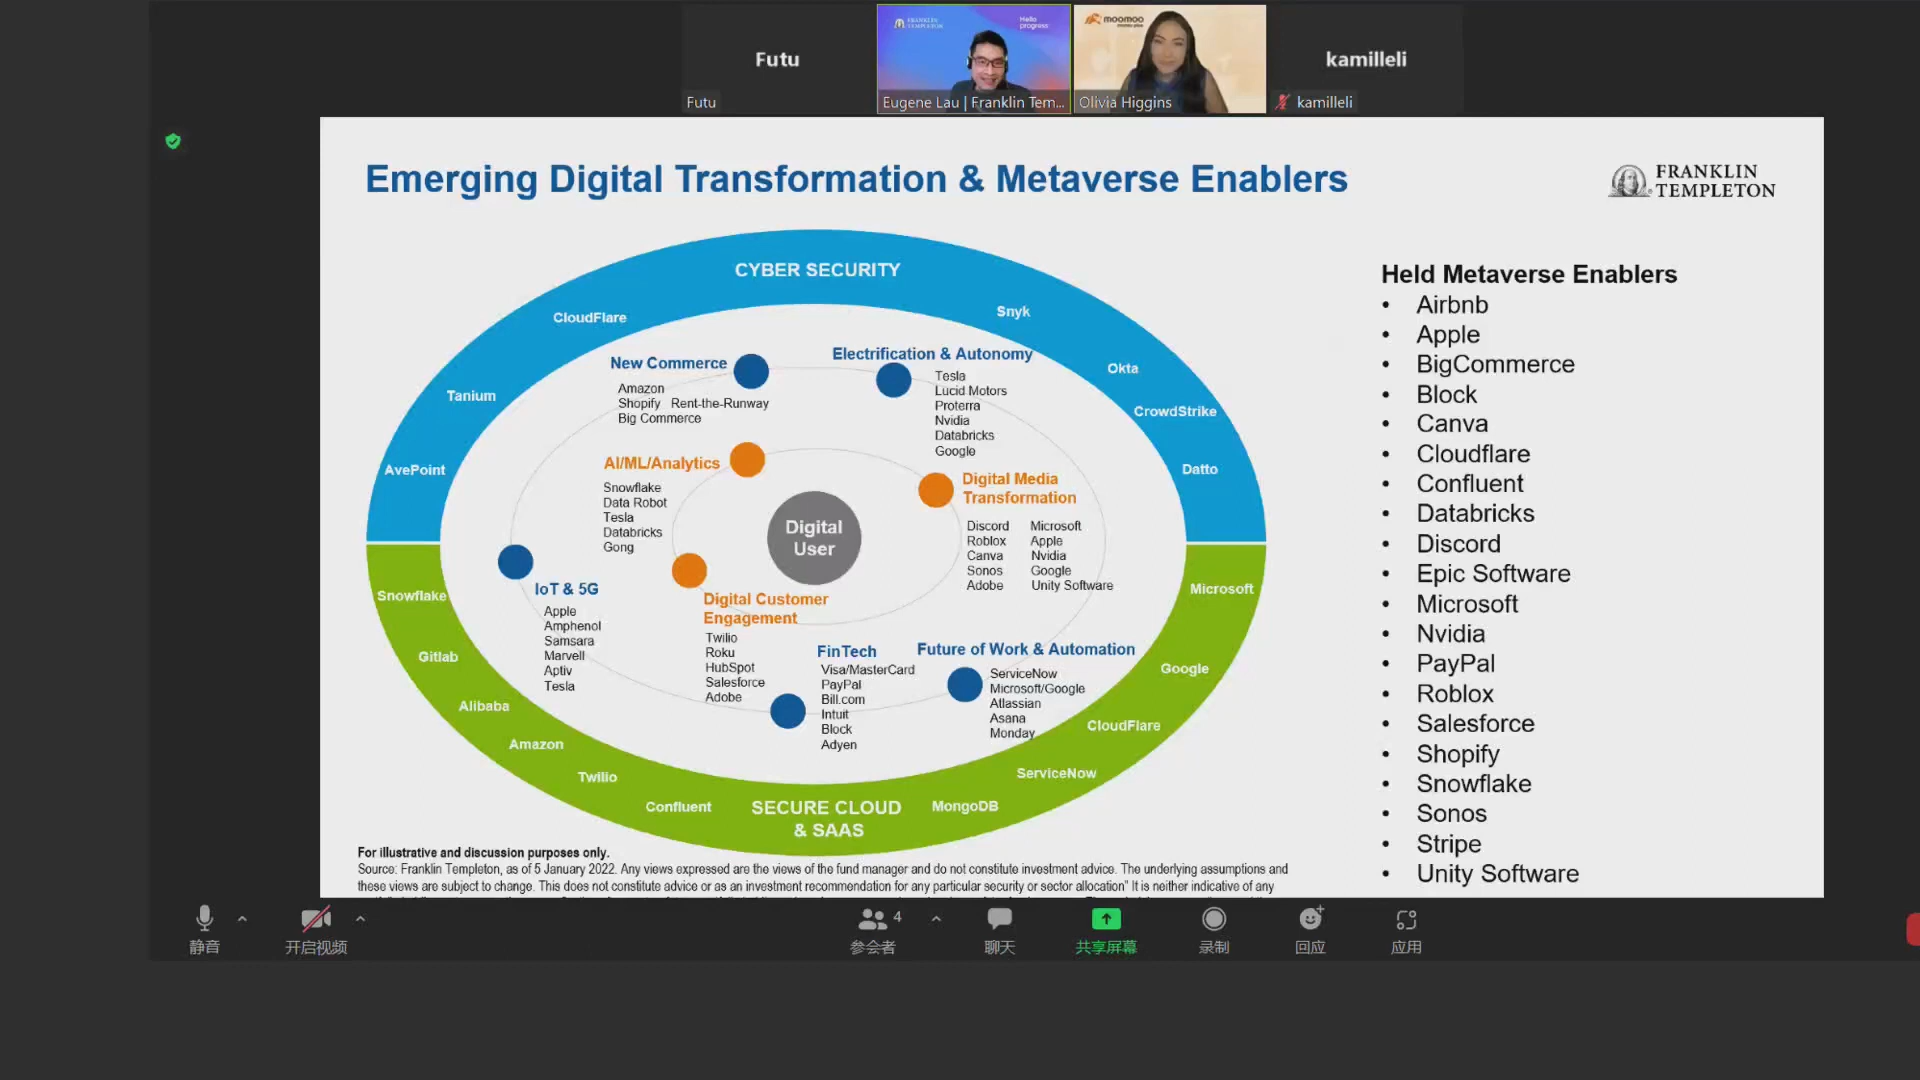 Futu
Futu
FRANKLIN
TEMPLETON
Hello
progress
Eugene Lau | Franklin Tem...
moomoo
Olivia Higgins
kamilleli
kamilleli
Emerging Digital Transformation & Metaverse Enablers
FRANKLIN
TEMPLETON
CYBER SECURITY
CloudFlare
Snyk
Tanium
Okta
CrowdStrike
AvePoint
Datto
New Commerce
Amazon
Shopify Rent-the-Runway
Big Commerce
Electrification & Autonomy
Tesla
Lucid Motors
Proterra
Nvidia
Databricks
Google
AI/ML/Analytics
Snowflake
Data Robot
Tesla
Databricks
Gong
Digital Media
Transformation
Discord Microsoft
Roblox Apple
Canva Nvidia
Sonos Google
Adobe Unity Software
Digital
User
IoT & 5G
Apple
Amphenol
Samsara
Marvell
Aptiv
Tesla
Digital Customer
Engagement
Twilio
Roku
HubSpot
Salesforce
Adobe
FinTech
Visa/MasterCard
PayPal
Bill.com
Intuit
Block
Adyen
Future of Work & Automation
ServiceNow
Microsoft/Google
Atlassian
Asana
Monday
Snowflake
Gitlab
Alibaba
Amazon
Twilio
Confluent
SECURE CLOUD
& SAAS
MongoDB
ServiceNow
CloudFlare
Google
Microsoft
Held Metaverse Enablers
• Airbnb
• Apple
• BigCommerce
• Block
• Canva
• Cloudflare
• Confluent
• Databricks
• Discord
• Epic Software
• Microsoft
• Nvidia
• PayPal
• Roblox
• Salesforce
• Shopify
• Snowflake
• Sonos
• Stripe
• Unity Software
For illustrative and discussion purposes only.
Source: Franklin Templeton, as of 5 January 2022. Any views expressed are the views of the fund manager and do not constitute investment advice. The underlying assumptions and
these views are subject to change. This does not constitute advice or as an investment recommendation for any particular security or sector allocation" It is neither indicative of any
静音
开启视频
4
参会者
聊天
共享屏幕
录制
回应
应用